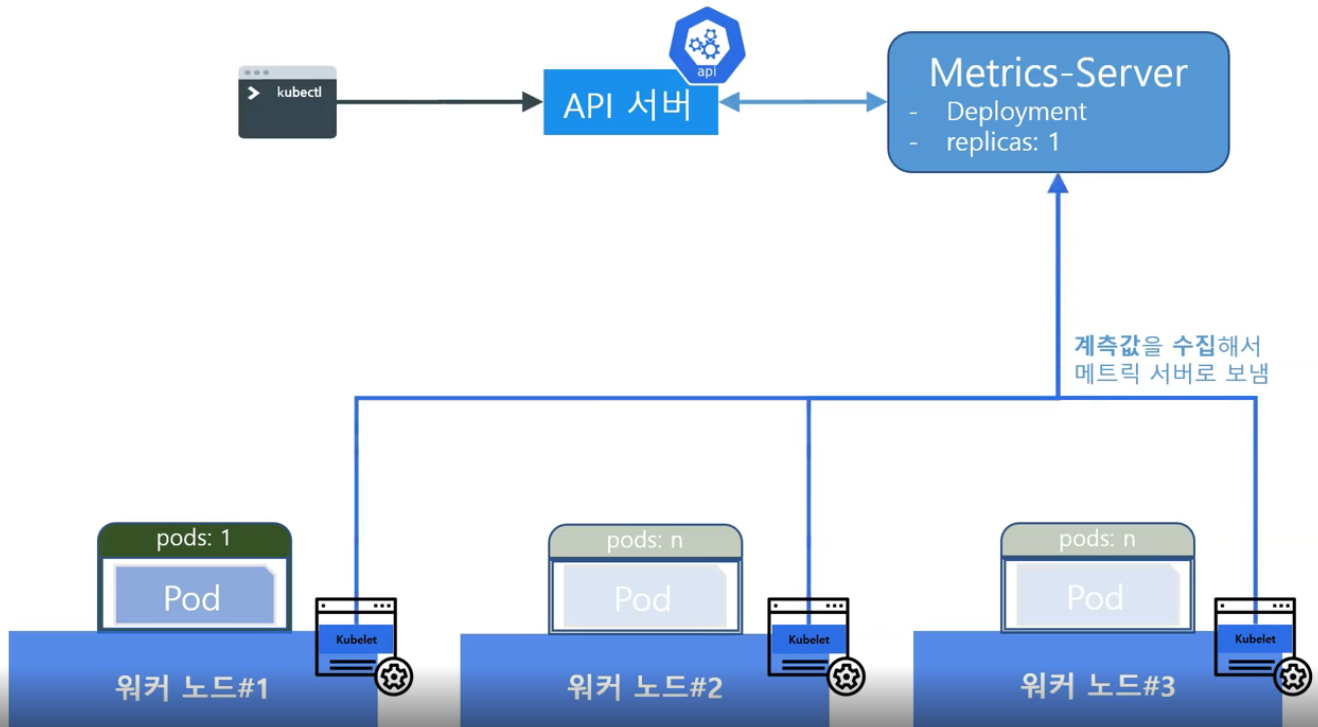 api
kubectl
API 서버
Metrics-Server
- Deployment
- replicas: 1
계측값을 수집해서
메트릭 서버로 보냄
pods: 1
Pod
Kubelet
워커 노드#1
pods: n
Pod
Kubelet
워커 노드#2
pods: n
Pod
Kubelet
워커 노드#3